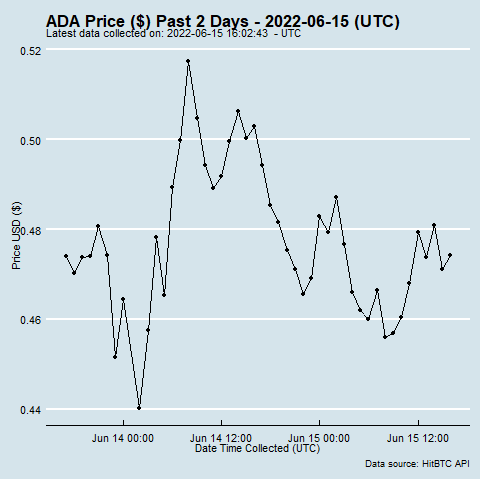 ADA Price ($) Past 2 Days - 2022-06-15 (UTC)
Latest data collected on: 2022-06-15 16:02:43  - UTC
0.52
0.50
0.48
0.46
0.44
Price USD ($)
Jun 14 00:00
Jun 14 12:00
Jun 15 00:00
Jun 15 12:00
Date Time Collected (UTC)
Data source: HitBTC API